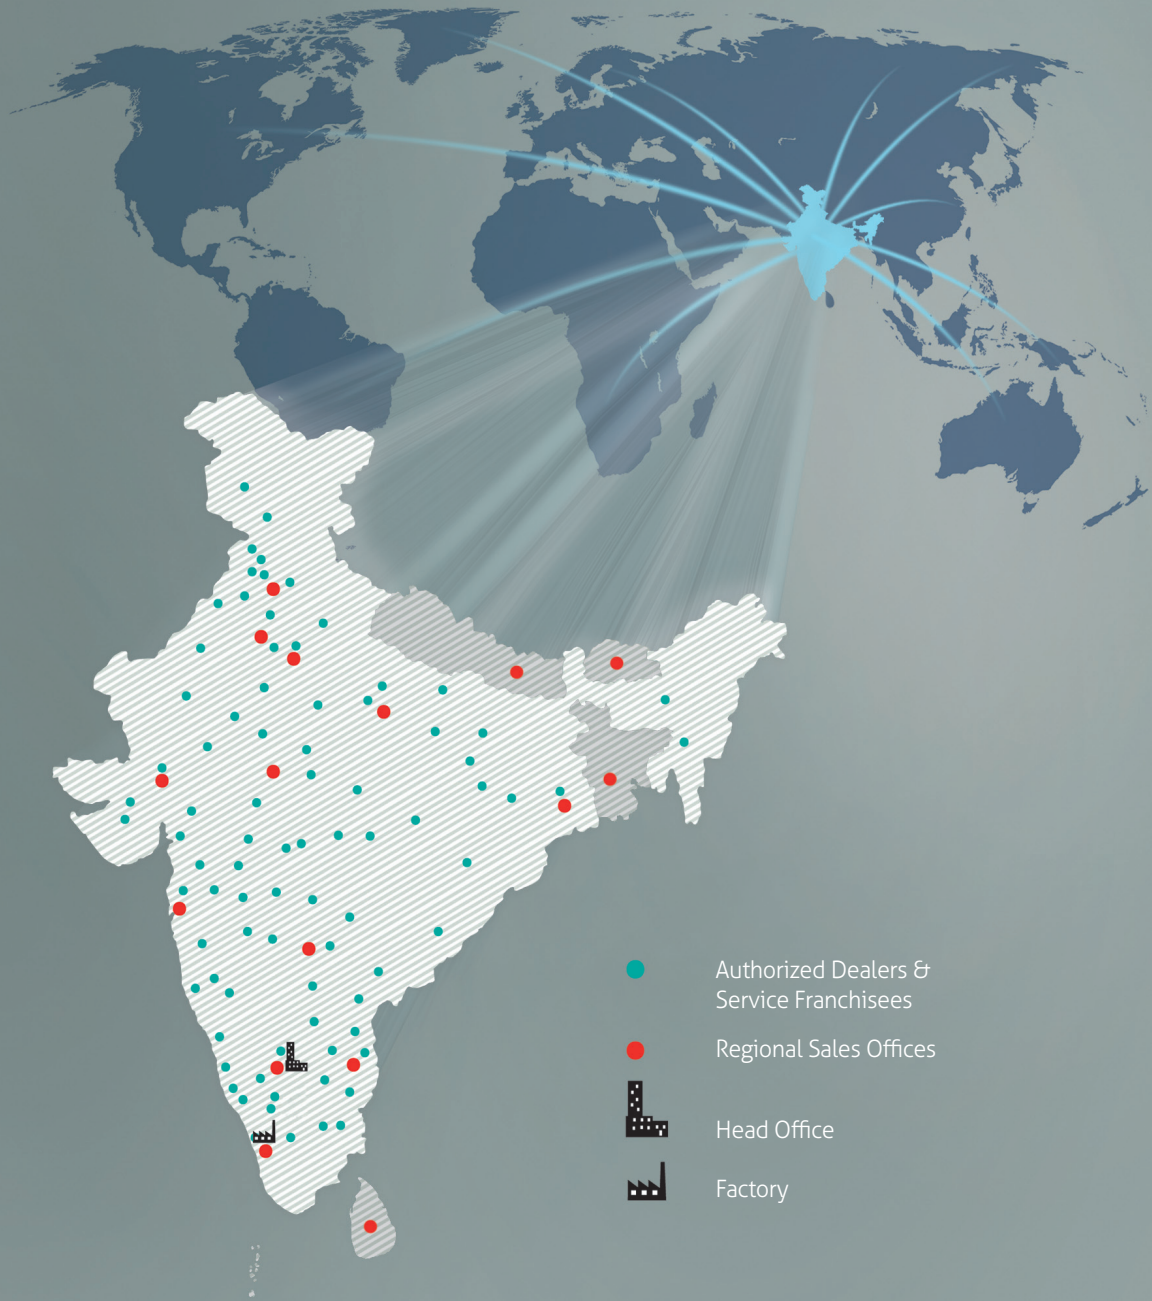 Authorized Dealers &
Service Franchisees
Regional Sales Offices
Head Office
Factory